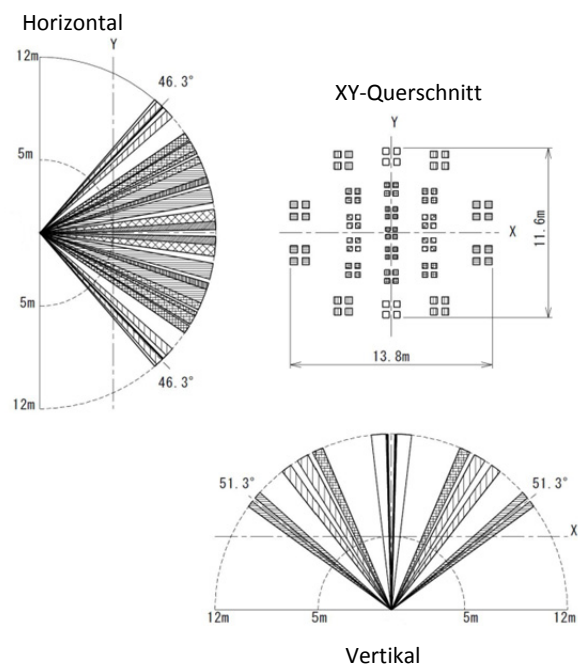 Horizontal
12m
Y
46.3°
5m
5m
46.3°
12m
XY-Querschnitt
Y
X
11.6m
13.8m
51.3°
51.3°
X
12m
5m
5m
12m
Vertikal